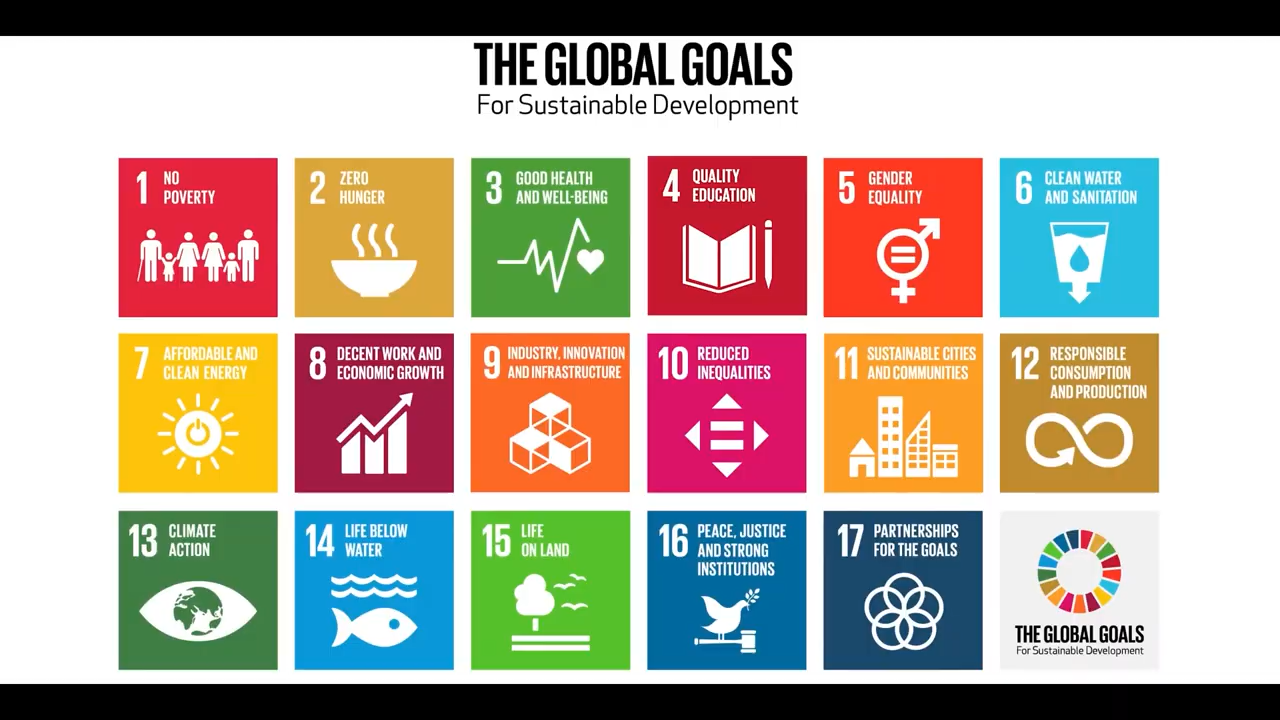 THE GLOBAL GOALS
For Sustainable Development
1 NO
POVERTY
2 ZERO
HUNGER
3 GOOD HEALTH
AND WELL-BEING
4 QUALITY
EDUCATION
5 GENDER
EQUALITY
6 CLEAN WATER
AND SANITATION
7 AFFORDABLE AND
CLEAN ENERGY
8 DECENT WORK AND
ECONOMIC GROWTH
9 INDUSTRY, INNOVATION
AND INFRASTRUCTURE
10 REDUCED
INEQUALITIES
11 SUSTAINABLE CITIES
AND COMMUNITIES
12 RESPONSIBLE
CONSUMPTION
AND PRODUCTION
13 CLIMATE
ACTION
14 LIFE BELOW
WATER
15 LIFE
ON LAND
16 PEACE, JUSTICE
AND STRONG
INSTITUTIONS
17 PARTNERSHIPS
FOR THE GOALS
THE GLOBAL GOALS
For Sustainable Development